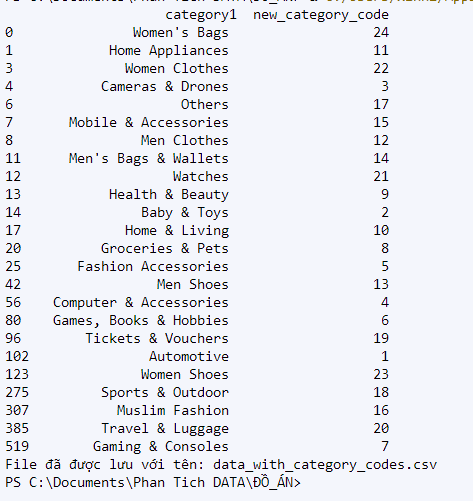 category1 new_category_code
0 Women's Bags 24
1 Home Appliances 11
3 Women Clothes 22
4 Cameras & Drones 3
6 Others 17
7 Mobile & Accessories 15
8 Men Clothes 12
11 Men's Bags & Wallets 14
12 Watches 21
13 Health & Beauty 9
14 Baby & Toys 2
17 Home & Living 10
20 Groceries & Pets 8
25 Fashion Accessories 5
42 Men Shoes 13
56 Computer & Accessories 4
80 Games, Books & Hobbies 6
96 Tickets & Vouchers 19
102 Automotive 1
123 Women Shoes 23
275 Sports & Outdoor 18
307 Muslim Fashion 16
385 Travel & Luggage 20
519 Gaming & Consoles 7
File đã được lưu với tên: data_with_category_codes.csv
PS C:\Documents\Phan Tich DATA\ĐỒ_ÁN>